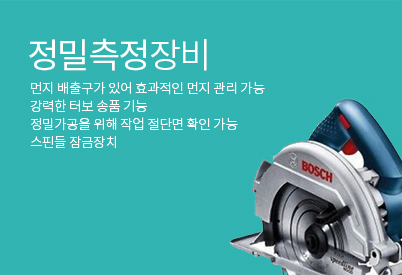 정밀측정장비
먼지 배출구가 있어 효과적인 먼지 관리 가능
강력한 터보 송품 기능
정밀가공을 위해 작업 절단면 확인 가능
스핀들 잠금장치
BOSCH